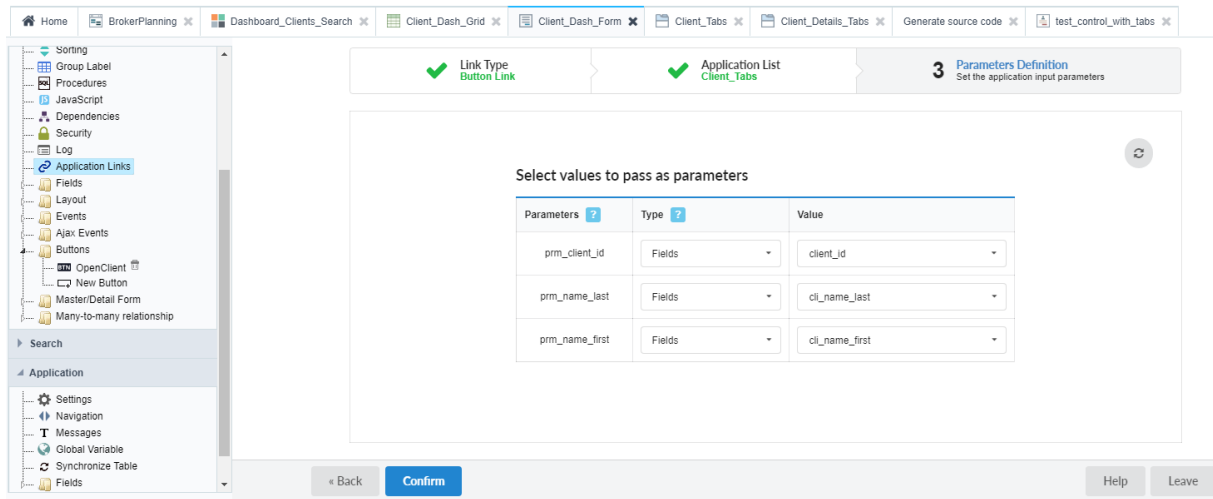 Home
BrokerPlanning
Dashboard_Clients_Search
Client_Dash_Grid
Client_Dash_Form
Client_Tabs
Client_Details_Tabs
Generate source code
test_control_with_tabs
Sorting
Group Label
SQL Procedures
JavaScript
Dependencies
Security
Log
Application Links
Fields
Layout
Events
Ajax Events
Buttons
BTN OpenClient
New Button
Master/Detail Form
Many-to-many relationship
Search
Application
Settings
Navigation
T Messages
Global Variable
Synchronize Table
Fields
Link Type
Button Link
Application List
Client_Tabs
3 Parameters Definition
Set the application input parameters
Select values to pass as parameters
Parameters ? Type ? Value
prm_client_id Fields client_id
prm_name_last Fields cli_name_last
prm_name_first Fields cli_name_first
« Back
Confirm
Help
Leave